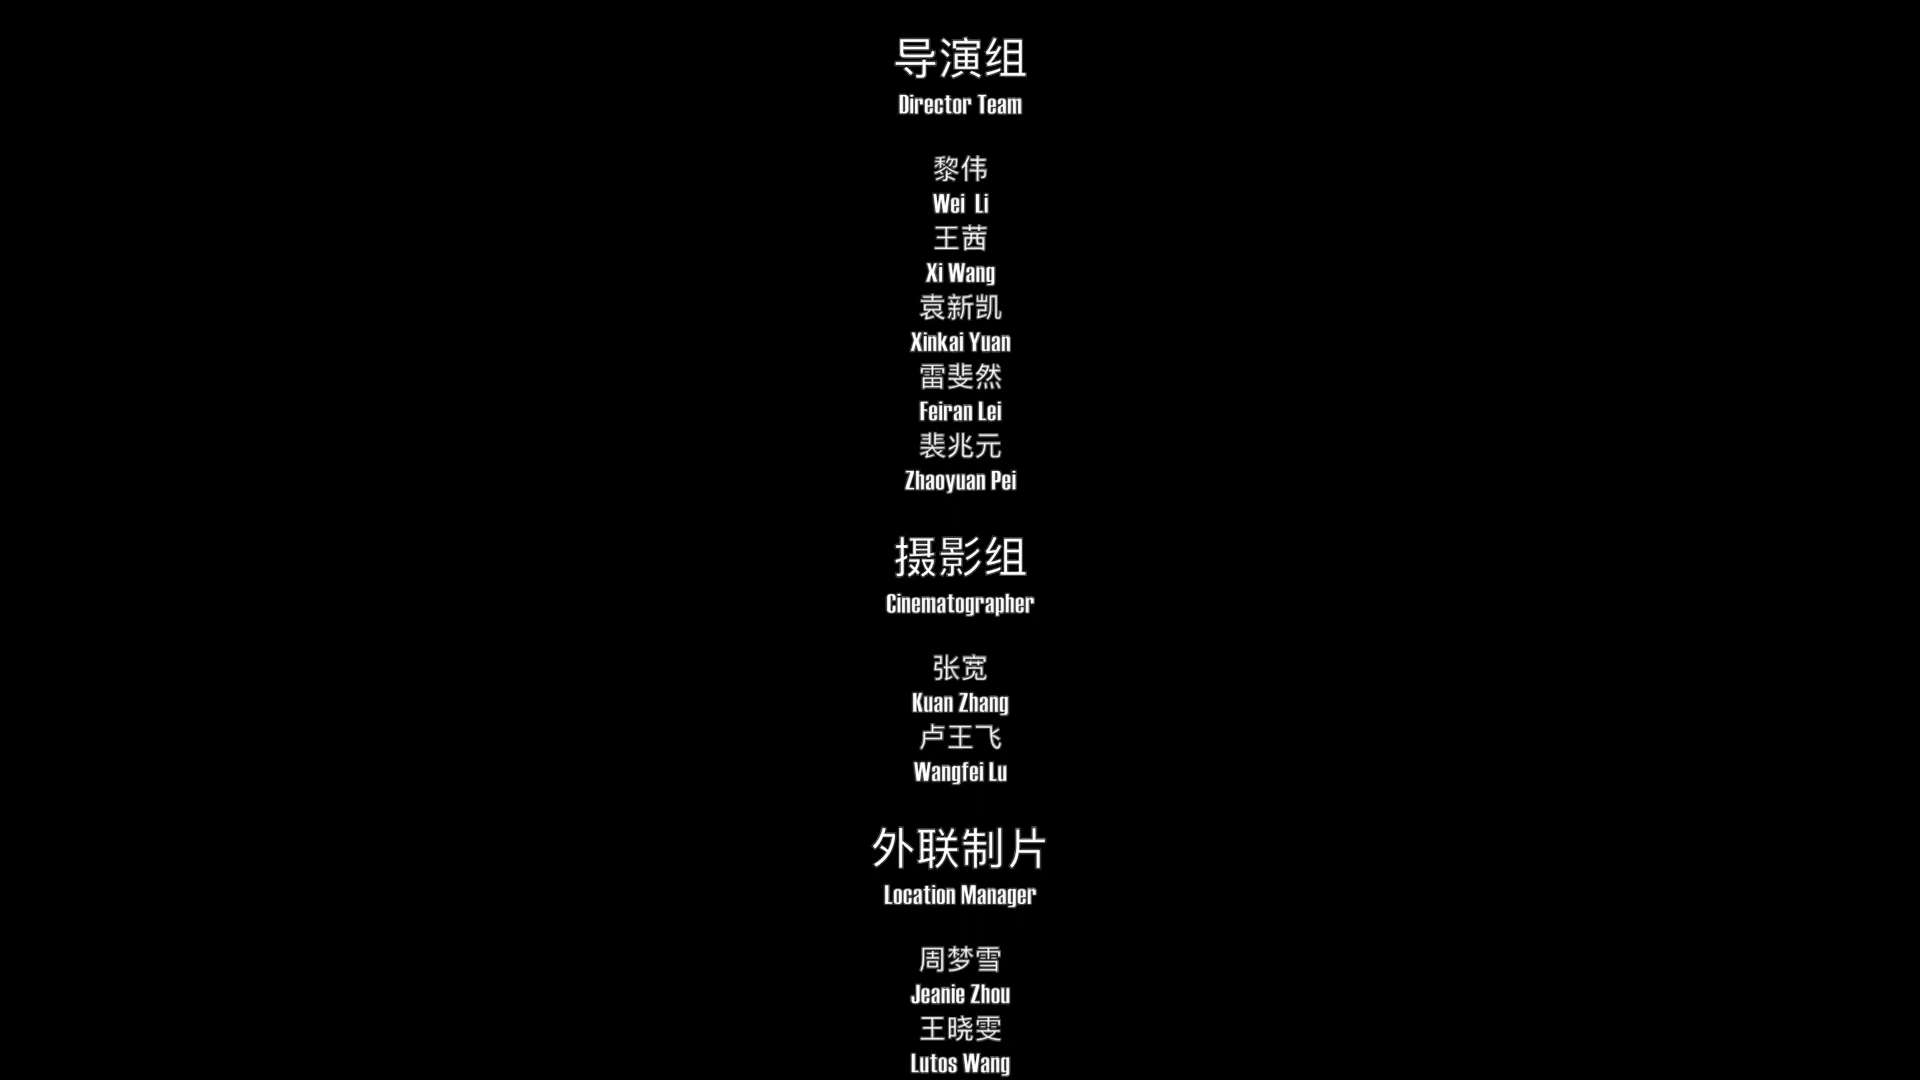 导演组
Director Team
黎伟
Wei Li
王茜
Xi Wang
袁新凯
Xinkai Yuan
雷斐然
Feiran Lei
裴兆元
Zhaoyuan Pei
摄影组
Cinematographer
张宽
Kuan Zhang
卢王飞
Wangfei Lu
外联制片
Location Manager
周梦雪
Jeanie Zhou
王晓雯
Lutos Wang